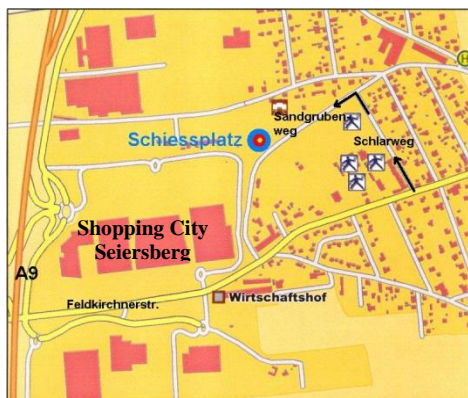 H
Sandgruben-
weg
Schiessplatz
Schlarweg
Shopping City
Seiersberg
A9
Feldkirchnerstr.
Wirtschaftshof